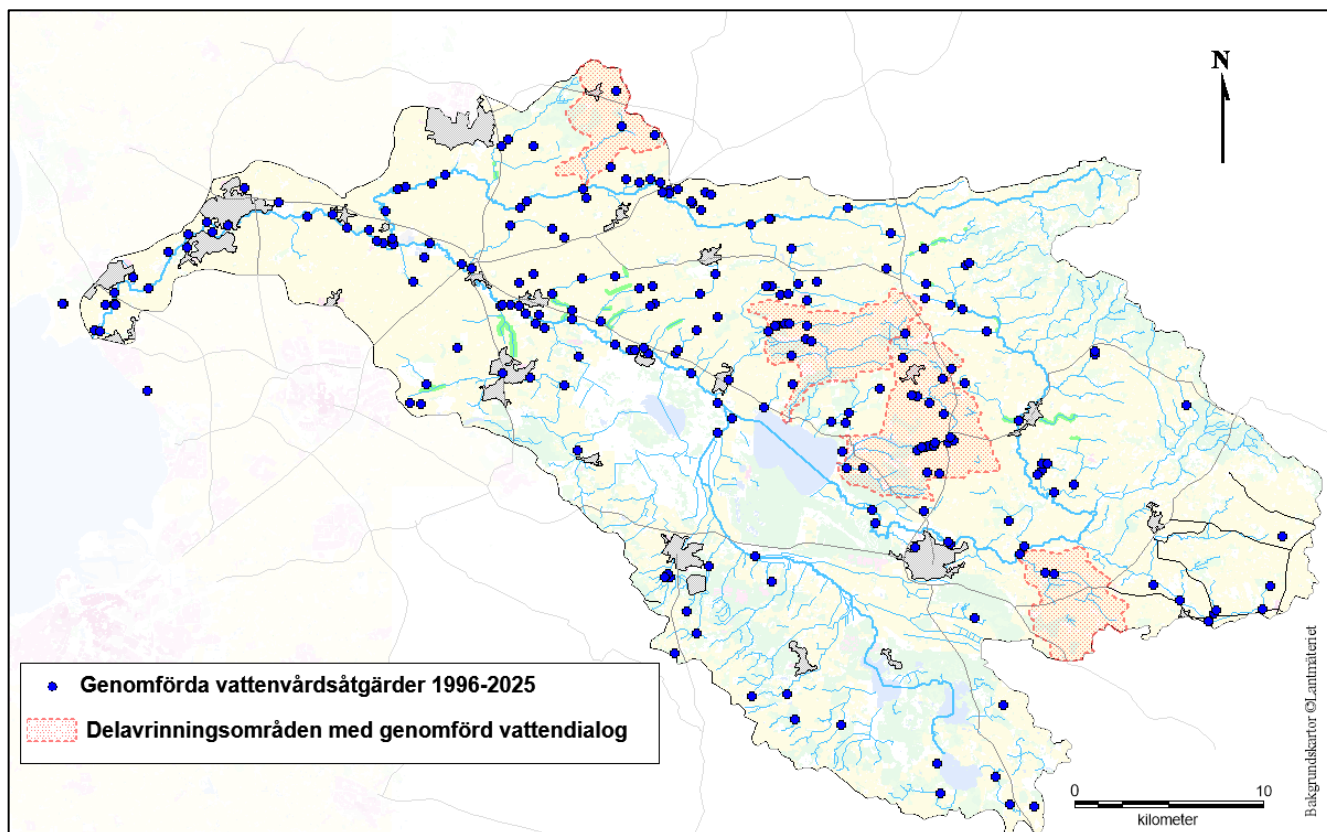 N
Genomförda vattenvårdsåtgärder 1996-2025
Delavrinningsområden med genomförd vattendialog
0 10
kilometer
Bakgrundskartor ©Lantmäteriet